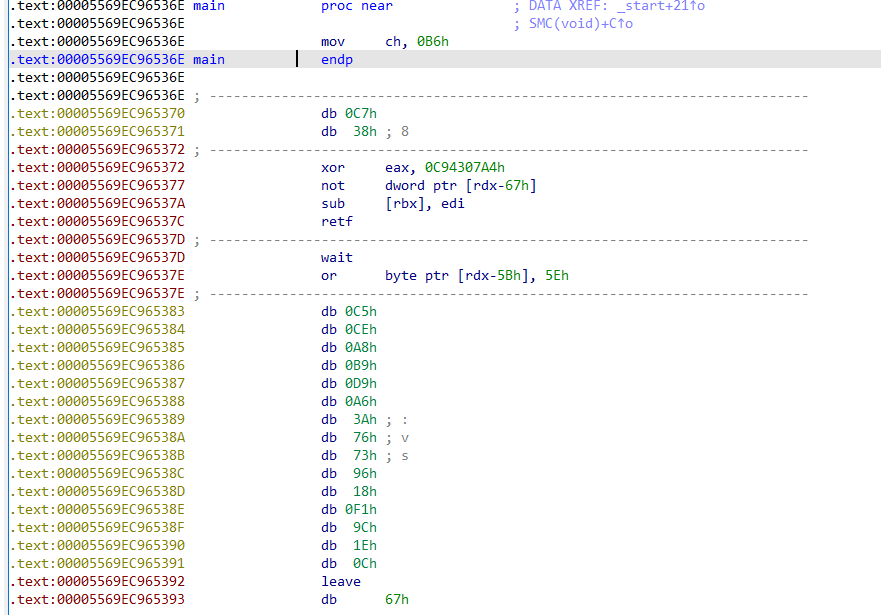 .text:00005569EC96536E main proc near ; DATA XREF: _start+21↑o
.text:00005569EC96536E ; SMC(void)+C↑o
.text:00005569EC96536E mov ch, 0B6h
.text:00005569EC96536E main endp
.text:00005569EC96536E
.text:00005569EC96536E ; ---------------------------------------------------------------------------
.text:00005569EC965370 db 0C7h
.text:00005569EC965371 db 38h ; 8
.text:00005569EC965372 ; ---------------------------------------------------------------------------
.text:00005569EC965372 xor eax, 0C94307A4h
.text:00005569EC965377 not dword ptr [rdx-67h]
.text:00005569EC96537A sub [rbx], edi
.text:00005569EC96537C retf
.text:00005569EC96537D ; ---------------------------------------------------------------------------
.text:00005569EC96537D wait
.text:00005569EC96537E or byte ptr [rdx-5Bh], 5Eh
.text:00005569EC96537E ; ---------------------------------------------------------------------------
.text:00005569EC965383 db 0C5h
.text:00005569EC965384 db 0CEh
.text:00005569EC965385 db 0A8h
.text:00005569EC965386 db 0B9h
.text:00005569EC965387 db 0D9h
.text:00005569EC965388 db 0A6h
.text:00005569EC965389 db 3Ah ; :
.text:00005569EC96538A db 76h ; v
.text:00005569EC96538B db 73h ; s
.text:00005569EC96538C db 96h
.text:00005569EC96538D db 18h
.text:00005569EC96538E db 0F1h
.text:00005569EC96538F db 9Ch
.text:00005569EC965390 db 1Eh
.text:00005569EC965391 db 0Ch
.text:00005569EC965392 leave
.text:00005569EC965393 db 67h